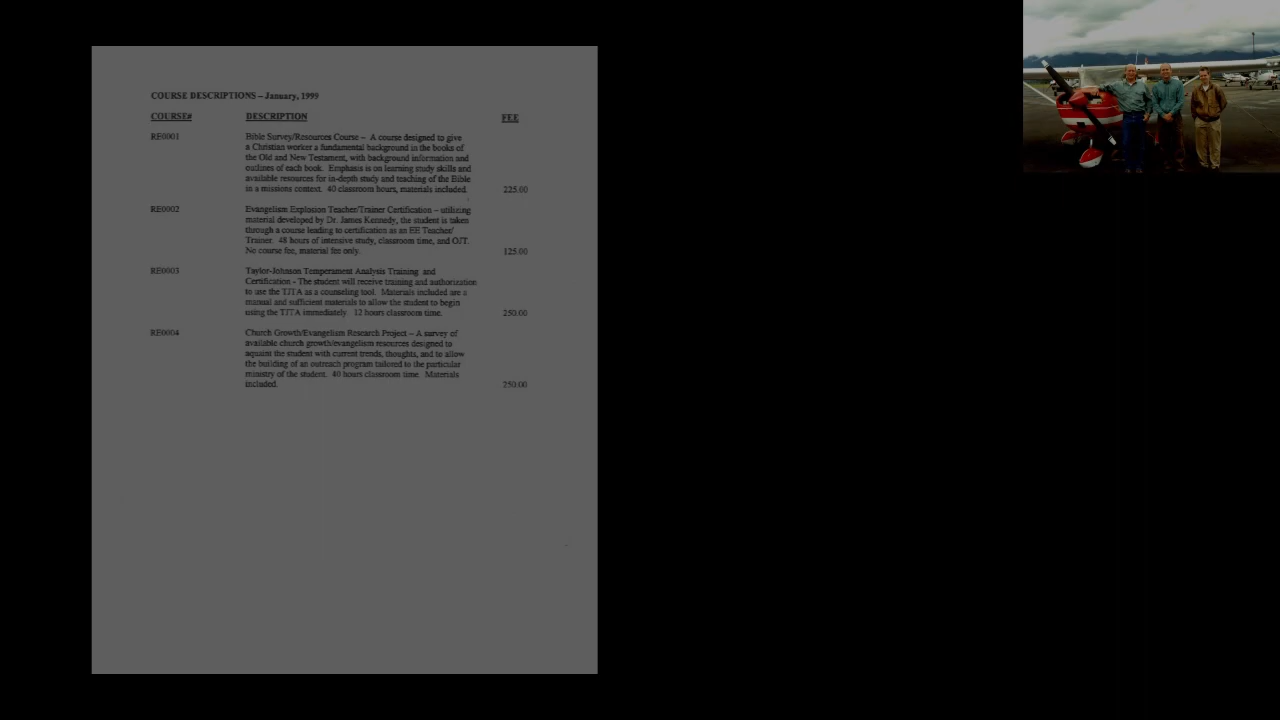 COURSE DESCRIPTIONS – January, 1999
COURSE# DESCRIPTION FEE
RE0001 Bible Survey/Resources Course – A course designed to give
a Christian worker a fundamental background in the books of
the Old and New Testament, with background information and
outlines of each book. Emphasis is on learning study skills and
available resources for in-depth study and teaching of the Bible
in a missions context. 40 classroom hours, materials included. 225.00
RE0002 Evangelism Explosion Teacher/Trainer Certification – utilizing
material developed by Dr. James Kennedy, the student is taken
through a course leading to certification as an EE Teacher/
Trainer. 48 hours of intensive study, classroom time, and OJT.
No course fee, material fee only. 125.00
RE0003 Taylor-Johnson Temperament Analysis Training and
Certification - The student will receive training and authorization
to use the TJTA as a counseling tool. Materials included are a
manual and sufficient materials to allow the student to begin
using the TJTA immediately. 12 hours classroom time. 250.00
RE0004 Church Growth/Evangelism Research Project – A survey of
available church growth/evangelism resources designed to
aquaint the student with current trends, thoughts, and to allow
the building of an outreach program tailored to the particular
ministry of the student. 40 hours classroom time. Materials
included. 250.00